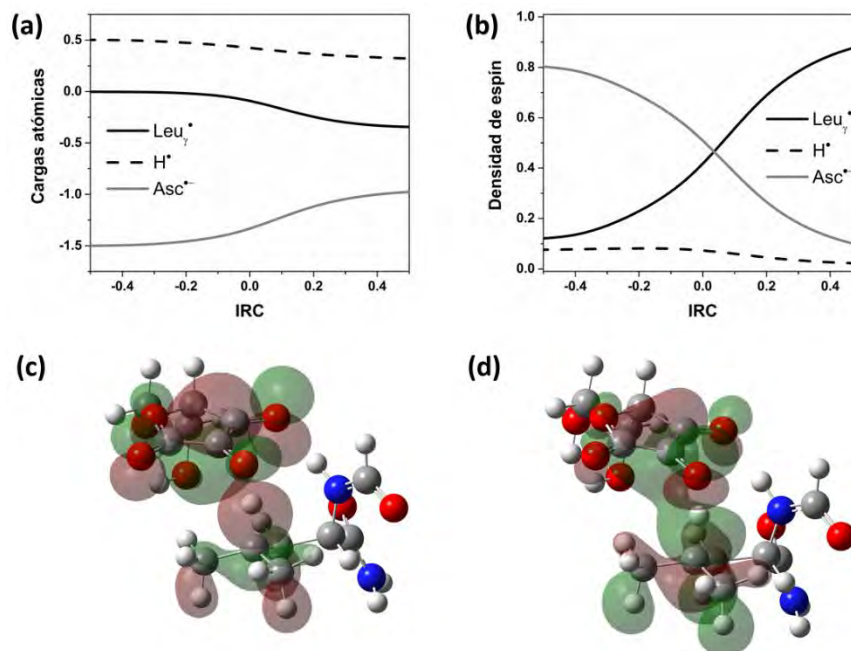 (a)
Cargas atómicas
0.5
0.0
-0.5
-1.0
-1.5
Leuγ•
H•
Asc•–
-0.4 -0.2 0.0 0.2 0.4
IRC
(b)
Densidad de espín
1.0
0.8
0.6
0.4
0.2
0.0
Leuγ•
H•
Asc•–
-0.4 -0.2 0.0 0.2 0.4
IRC
(c)
(d)